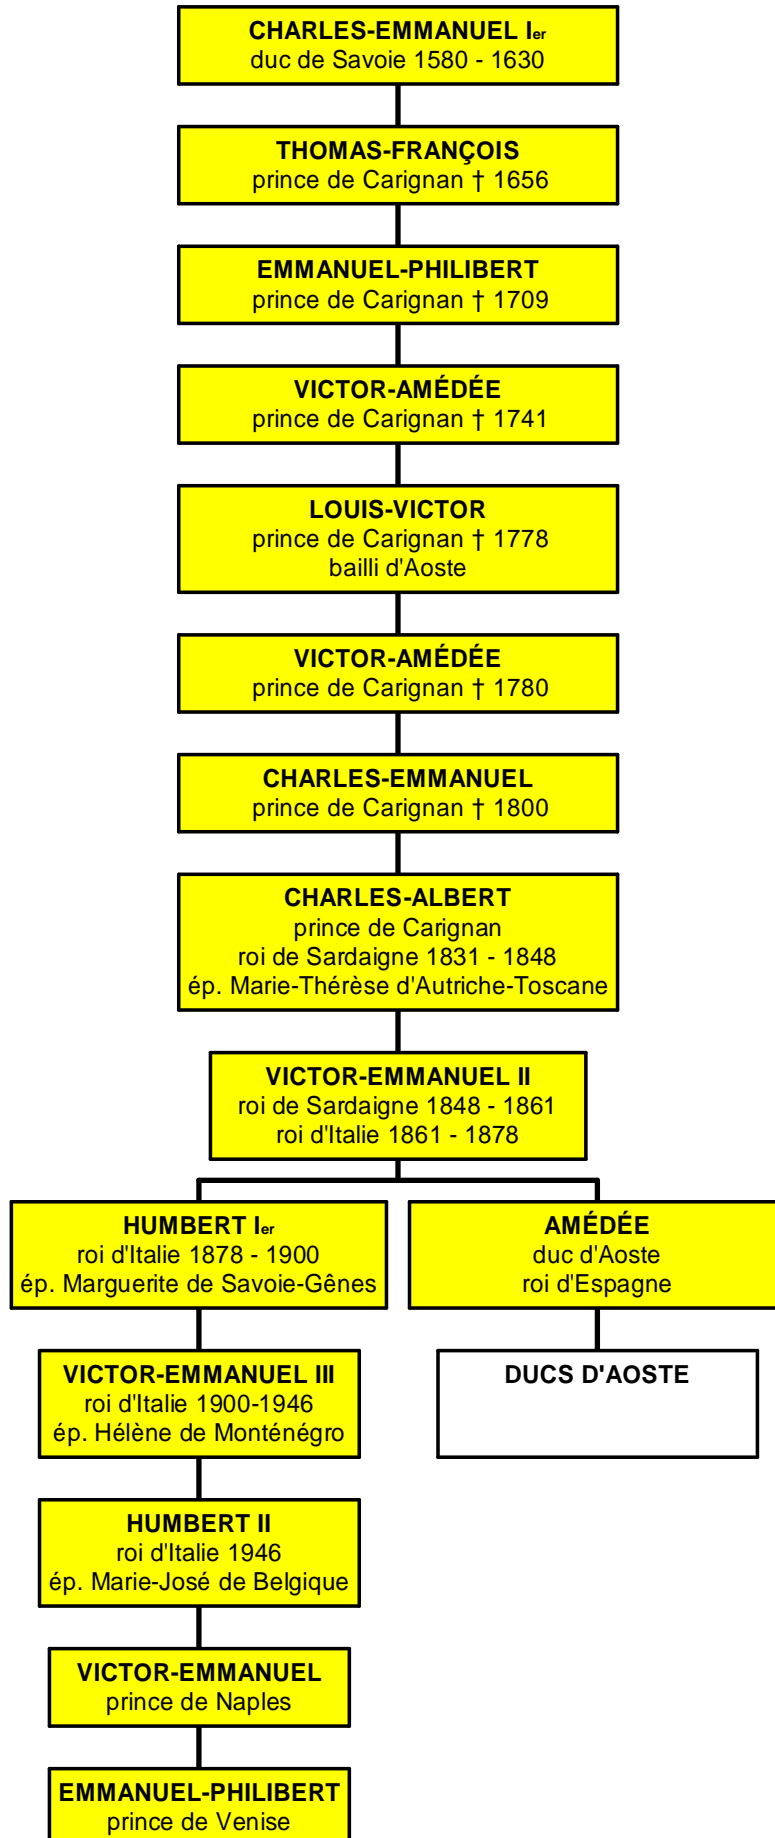 CHARLES-EMMANUEL Ier
duc de Savoie 1580 - 1630
THOMAS-FRANÇOIS
prince de Carignan † 1656
EMMANUEL-PHILIBERT
prince de Carignan † 1709
VICTOR-AMÉDÉE
prince de Carignan † 1741
LOUIS-VICTOR
prince de Carignan † 1778
bailli d'Aoste
VICTOR-AMÉDÉE
prince de Carignan † 1780
CHARLES-EMMANUEL
prince de Carignan † 1800
CHARLES-ALBERT
prince de Carignan
roi de Sardaigne 1831 - 1848
ép. Marie-Thérèse d'Autriche-Toscane
VICTOR-EMMANUEL II
roi de Sardaigne 1848 - 1861
roi d'Italie 1861 - 1878
HUMBERT Ier
roi d'Italie 1878 - 1900
ép. Marguerite de Savoie-Gênes
AMÉDÉE
duc d'Aoste
roi d'Espagne
VICTOR-EMMANUEL III
roi d'Italie 1900-1946
ép. Hélène de Monténégro
DUCS D'AOSTE
HUMBERT II
roi d'Italie 1946
ép. Marie-José de Belgique
VICTOR-EMMANUEL
prince de Naples
EMMANUEL-PHILIBERT
prince de Venise